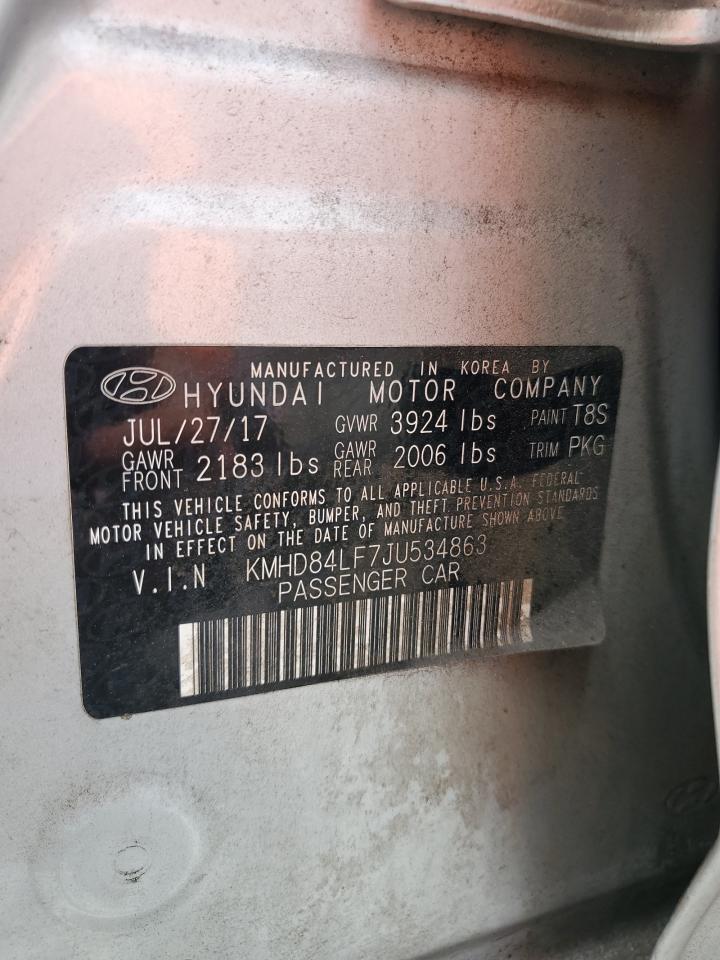 MANUFACTURED IN KOREA BY
HYUNDAI MOTOR COMPANY
JUL/27/17 GVWR 3924 lbs PAINT T8S
GAWR FRONT 2183 lbs GAWR REAR 2006 lbs TRIM PKG
THIS VEHICLE CONFORMS TO ALL APPLICABLE U.S.A. FEDERAL
MOTOR VEHICLE SAFETY, BUMPER, AND THEFT PREVENTION STANDARDS
IN EFFECT ON THE DATE OF MANUFACTURE SHOWN ABOVE
V.I.N KMHD84LF7JU534863
PASSENGER CAR